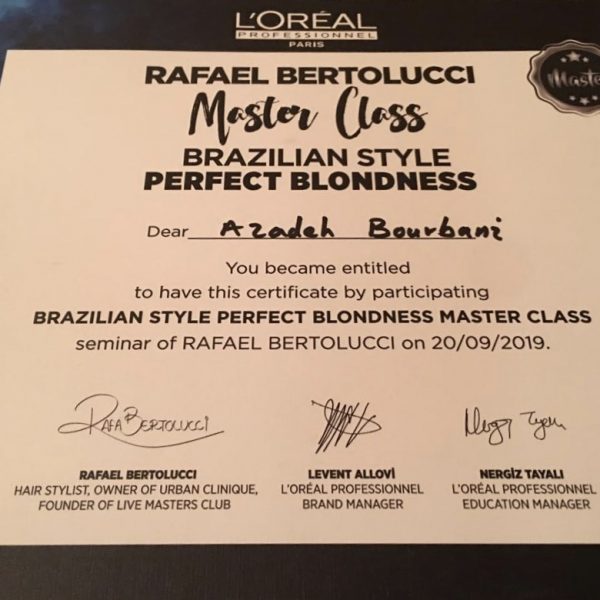 L'ORÉAL
PROFESSIONNEL
PARIS
RAFAEL BERTOLUCCI
Master Class
BRAZILIAN STYLE
PERFECT BLONDNESS
Dear Azadeh Bourbani
You became entitled
to have this certificate by participating
BRAZILIAN STYLE PERFECT BLONDNESS MASTER CLASS
seminar of RAFAEL BERTOLUCCI on 20/09/2019.
RAFA BERTOLUCCI
RAFAEL BERTOLUCCI
HAIR STYLIST, OWNER OF URBAN CLINIQUE,
FOUNDER OF LIVE MASTERS CLUB
LEVENT ALLOVİ
L'ORÉAL PROFESSIONNEL
BRAND MANAGER
NERGİZ TAYALI
L'ORÉAL PROFESSIONNEL
EDUCATION MANAGER